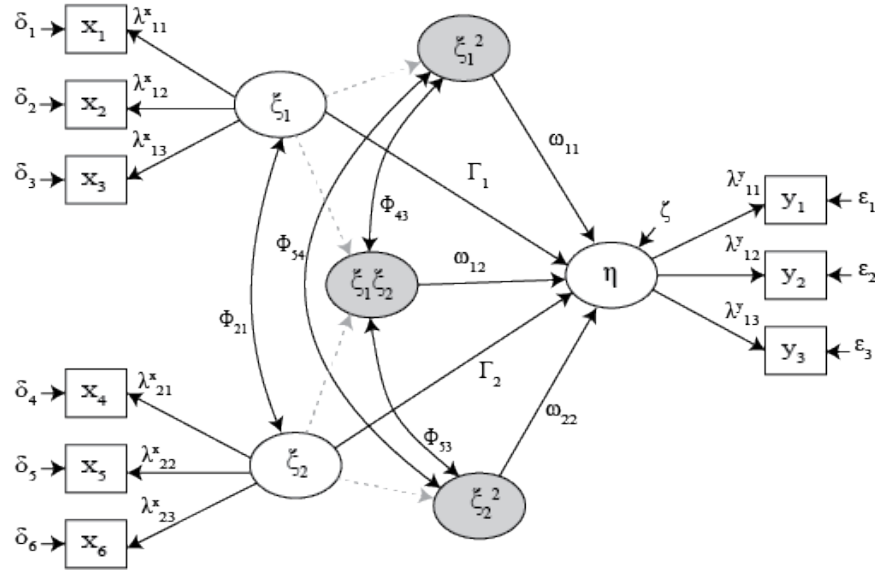 δ₁ x₁ λˣ₁₁
δ₂ x₂ λˣ₁₂
δ₃ x₃ λˣ₁₃
ξ₁
ξ₁²
ω₁₁
Γ₁
Φ₄₃
Φ₅₄
Φ₂₁
ξ₁ξ₂
ω₁₂
η
ζ
λʸ₁₁ y₁ ε₁
λʸ₁₂ y₂ ε₂
λʸ₁₃ y₃ ε₃
Γ₂
ω₂₂
Φ₅₃
δ₄ x₄ λˣ₂₁
δ₅ x₅ λˣ₂₂
δ₆ x₆ λˣ₂₃
ξ₂
ξ₂²